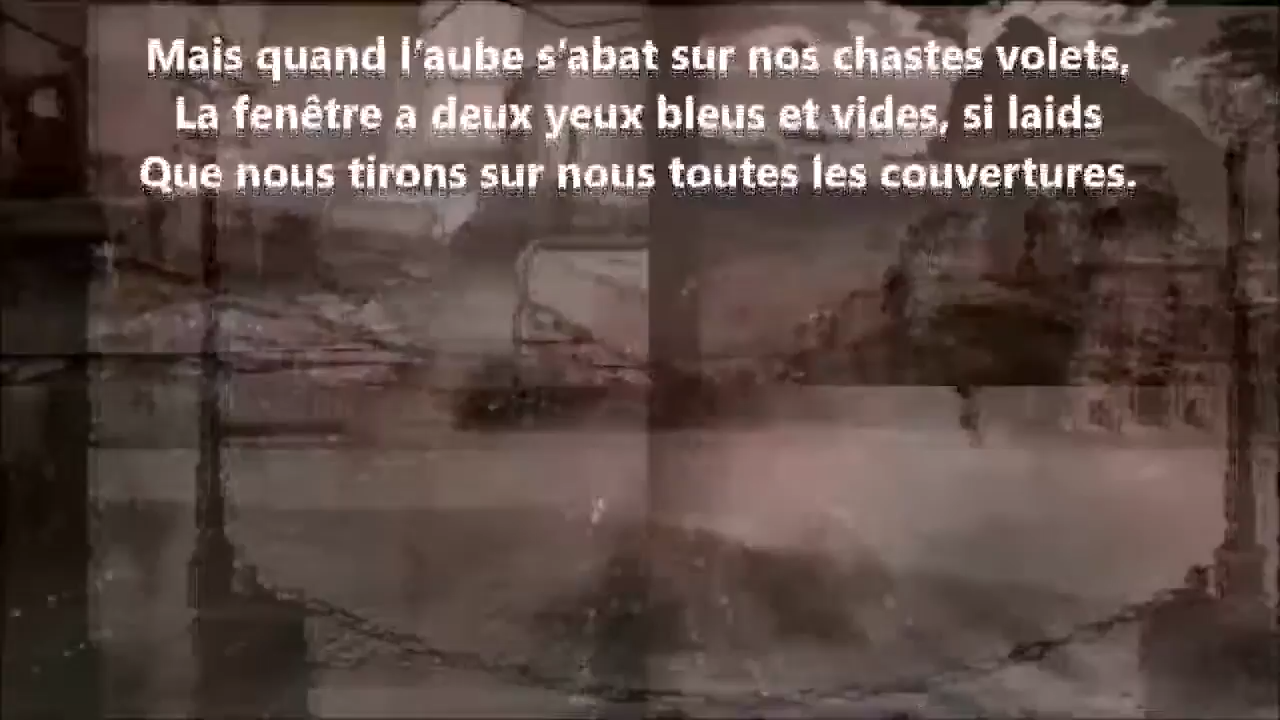 Mais quand l'aube s'abat sur nos chastes volets,
La fenêtre a deux yeux bleus et vides, si laids
Que nous tirons sur nous toutes les couvertures.